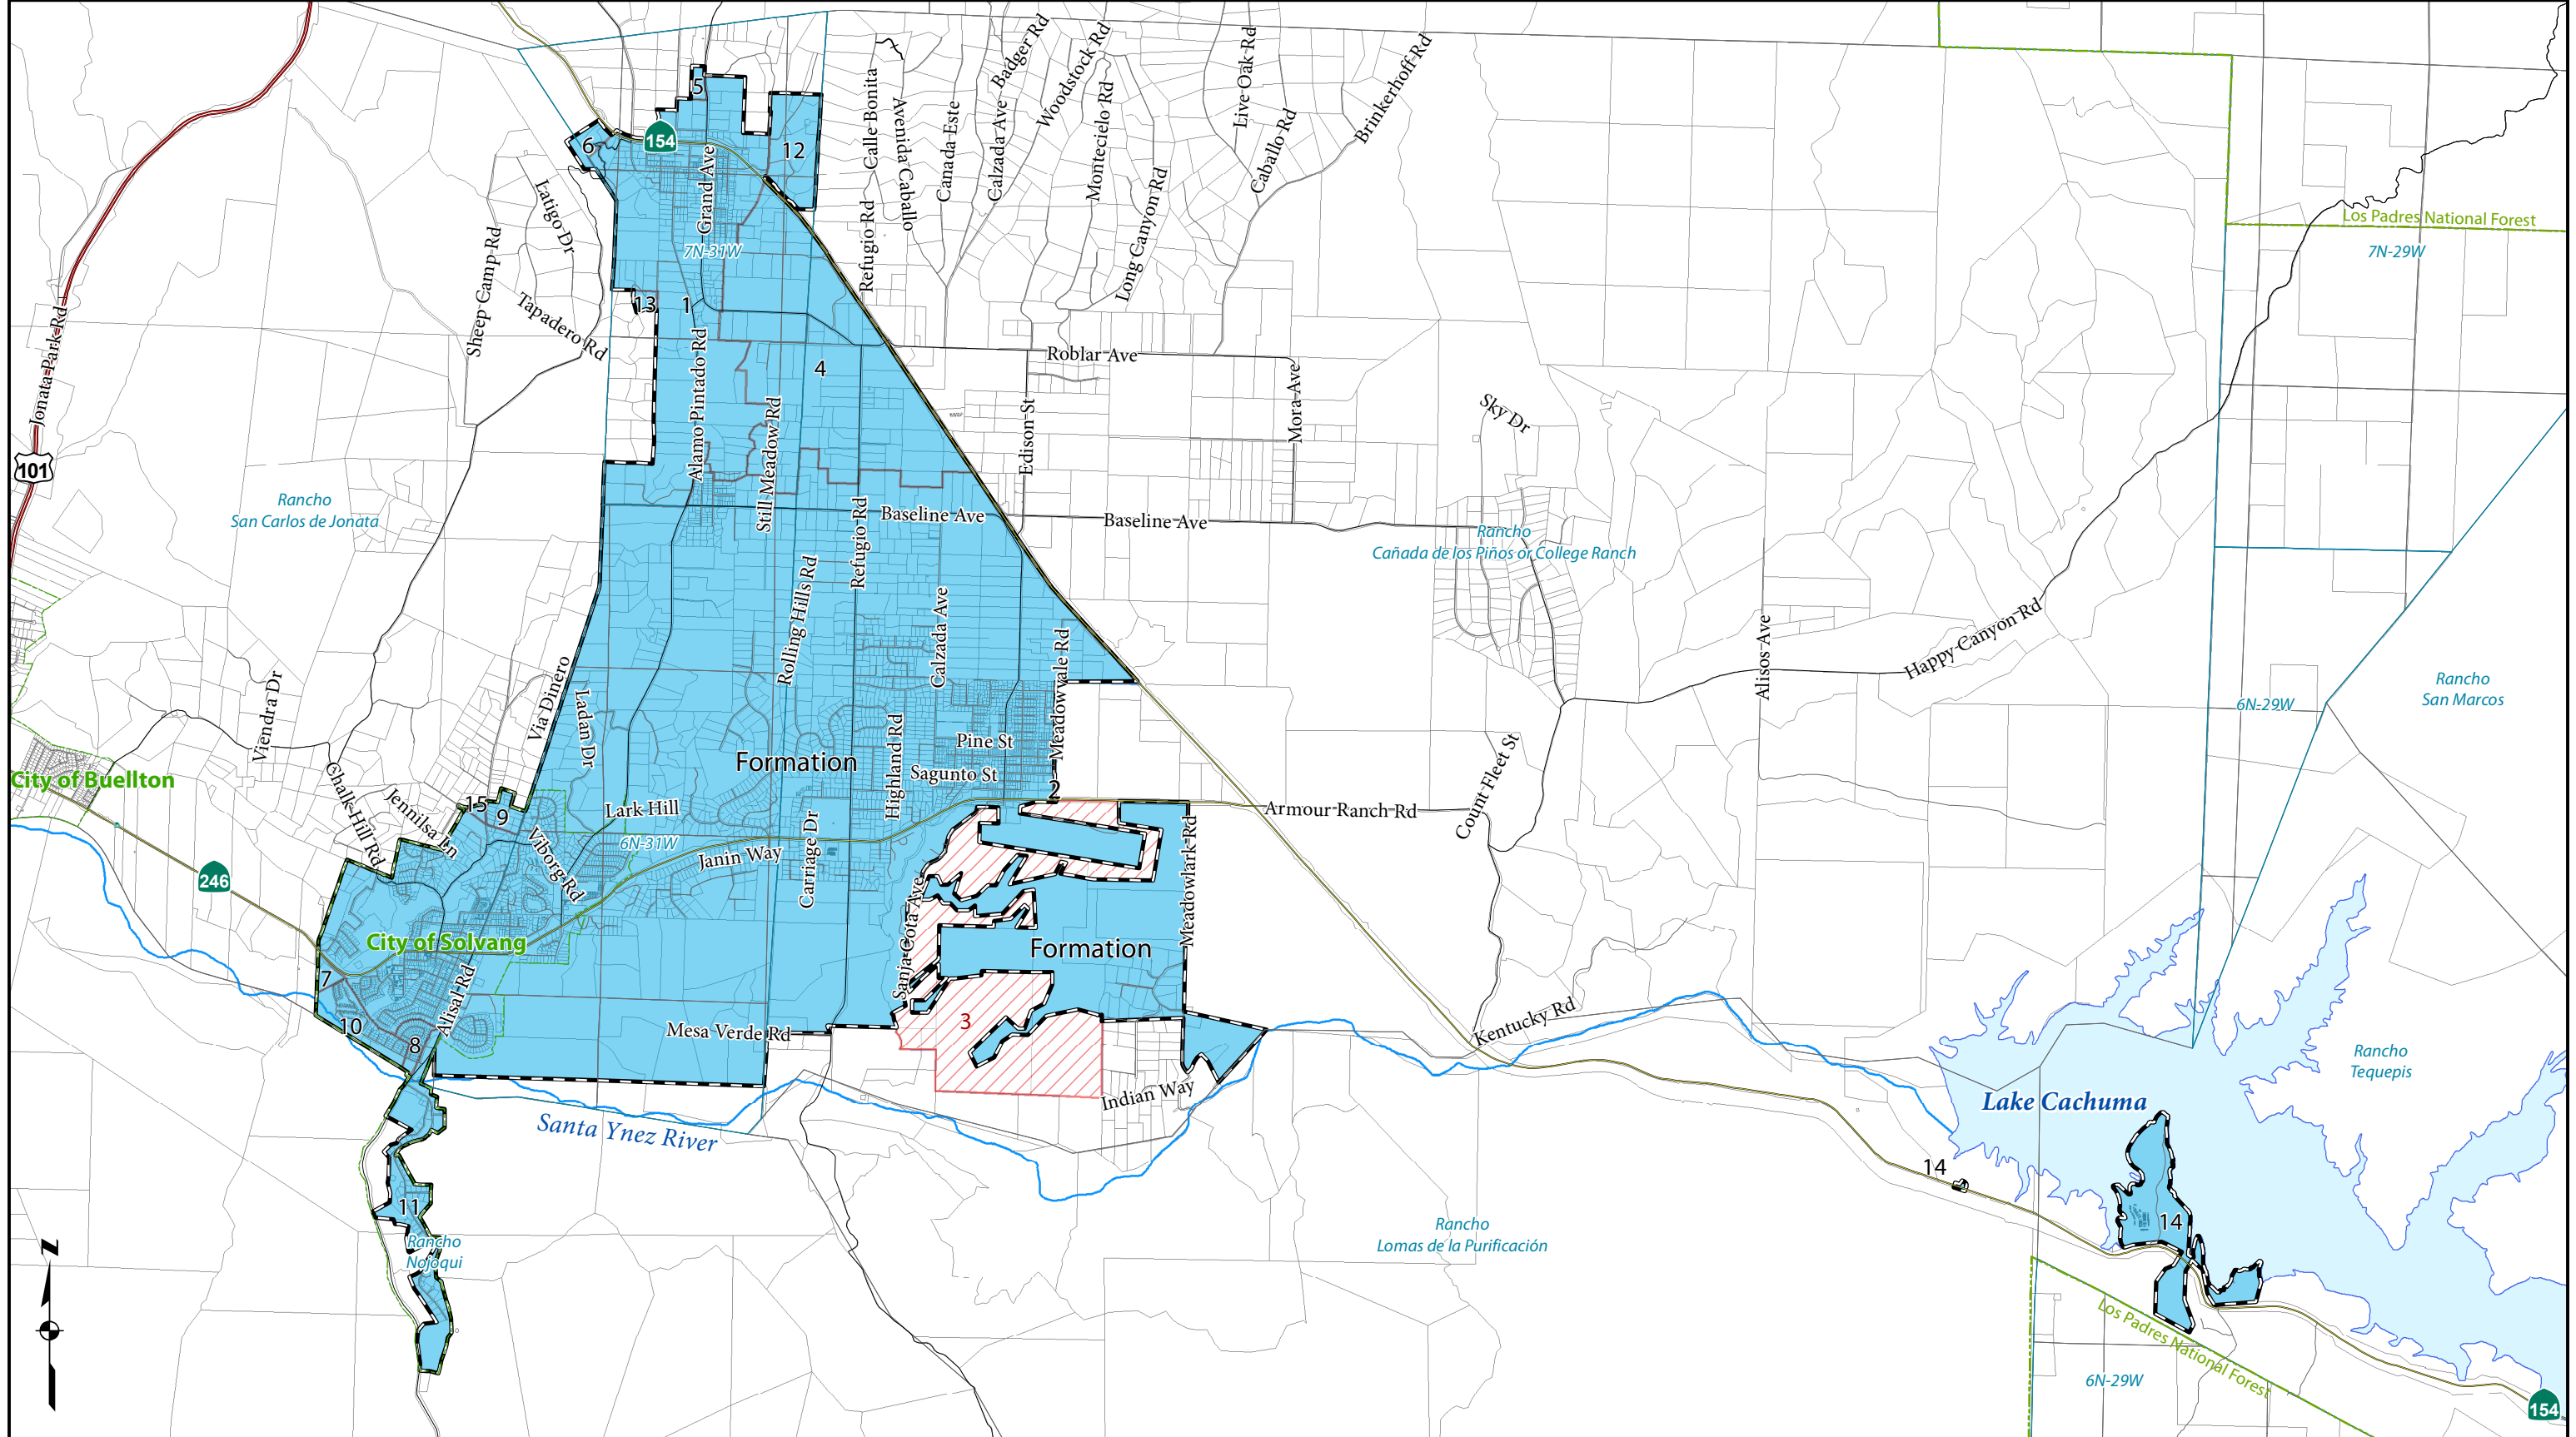 5
6
154
12
Grand Ave
7N-31W
13
1
4
Latigo Dr
Sheep Camp Rd
Tapadero Rd
Jonata Park Rd
101
Refugio Rd
Calle Bonita
Avenida Caballo
Canada Este
Calzada Ave
Badger Rd
Woodstock Rd
Montecielo Rd
Long Canyon Rd
Live Oak Rd
Caballo Rd
Brinkerhoff Rd
Los Padres National Forest
7N-29W
Roblar Ave
Edison St
Mora Ave
Sky Dr
Alamo Pintado Rd
Still Meadow Rd
Refugio Rd
Baseline Ave
Baseline Ave
Rancho
San Carlos de Jonata
Rancho
Cañada de los Piños or College Ranch
Rolling Hills Rd
Calzada Ave
Meadowvale Rd
Alisos Ave
Happy Canyon Rd
6N-29W
Rancho
San Marcos
Viendra Dr
Via Dinero
Ladan Dr
Formation
Highland Rd
Pine St
Sagunto St
2
Count Fleet St
City of Buellton
Chalk Hill Rd
Jennilsa Ln
15
9
Lark Hill
6N-31W
Viborg Rd
Janin Way
Carriage Dr
Armour Ranch Rd
246
City of Solvang
7
10
8
Alisal Rd
Sanja Cota Ave
Meadowlark Rd
Formation
Mesa Verde Rd
3
Kentucky Rd
Indian Way
Santa Ynez River
Lake Cachuma
Rancho
Tequepis
14
14
11
Rancho
Nojoqui
Rancho
Lomas de la Purificación
Los Padres National Forest
6N-29W
154
N